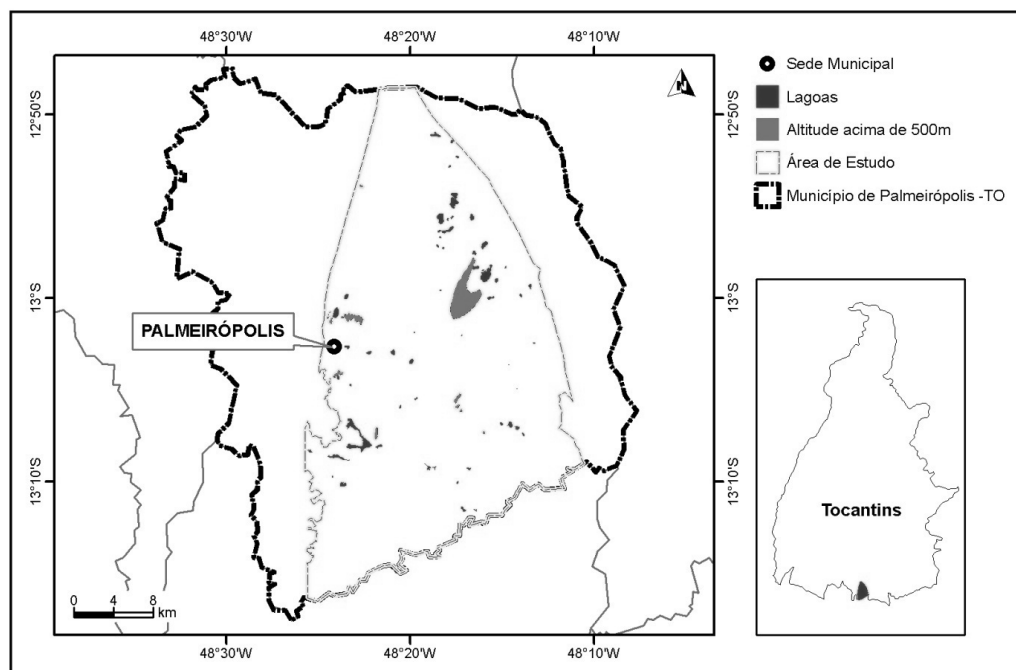 48°30'W
48°20'W
48°10'W
N
12°50'S
12°50'S
13°S
13°S
13°10'S
13°10'S
PALMEIRÓPOLIS
0 4 8
km
48°30'W
48°20'W
48°10'W
Sede Municipal
Lagoas
Altitude acima de 500m
Área de Estudo
Município de Palmeirópolis -TO
Tocantins